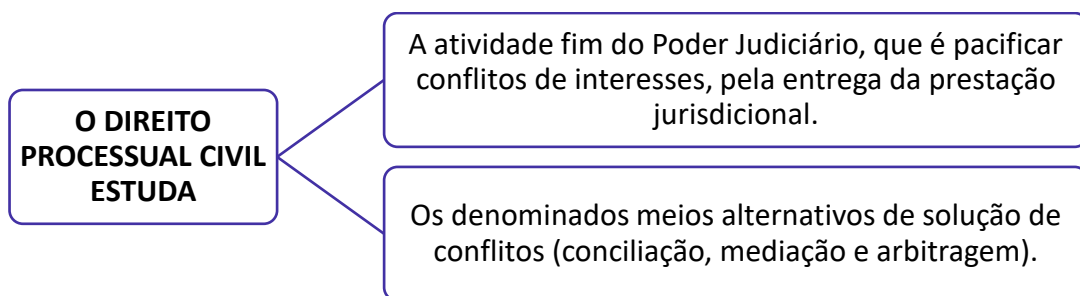 O DIREITO
PROCESSUAL CIVIL
ESTUDA
A atividade fim do Poder Judiciário, que é pacificar
conflitos de interesses, pela entrega da prestação
jurisdicional.
Os denominados meios alternativos de solução de
conflitos (conciliação, mediação e arbitragem).